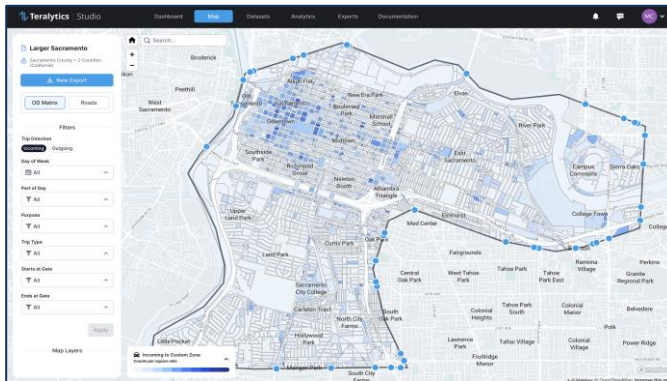 Teralytics Studio
Dashboard
Map
Datasets
Analytics
Experts
Documentation
MC
Larger Sacramento
Sacramento County + 2 Counties
(California)
New Export
OD Matrix
Roads
Filters
Trip Direction
Incoming
Outgoing
Day of Week
All
Part of Day
All
Purpose
All
Trip Type
All
Starts at Gate
All
Ends at Gate
All
Apply
Map Layers
Search...
Broderick
Peethill
West
Sacramento
Alkali Flat
New Era Park
Boulevard
Park
Marshall
School
Downtown
Midtown
Southside
Park
Richmond
Grove
Newton
Booth
Alhambra
Triangle
East
Sacramento
Elvas
River Park
Campus
Commons
Sierra Oaks
College Town
Upper
Land Park
Land Park
Curtis Park
Oak Park
Med Center
Elmhurst
Fairgrounds
Ramona
Village
Perkins
Granite
Regional Park
Central
Oak Park
West Tahoe
Park
Tahoe Park
Tahoe
Park East
Sacramento
City College
Carleton Tract
North City
Farms
South
Oak Park
Colonial
Heights
Tahoe Park
South
Colonial
Manor
Belvedere
Polk
Hollywood
Park
Little Pocket
Mangan Park
South City
Farms
Lawrence
Park
Fruitridge
Manor
Tallac Village
Colonial
Village
Power Ridge
Incoming to Custom Zone
Counts per square mile